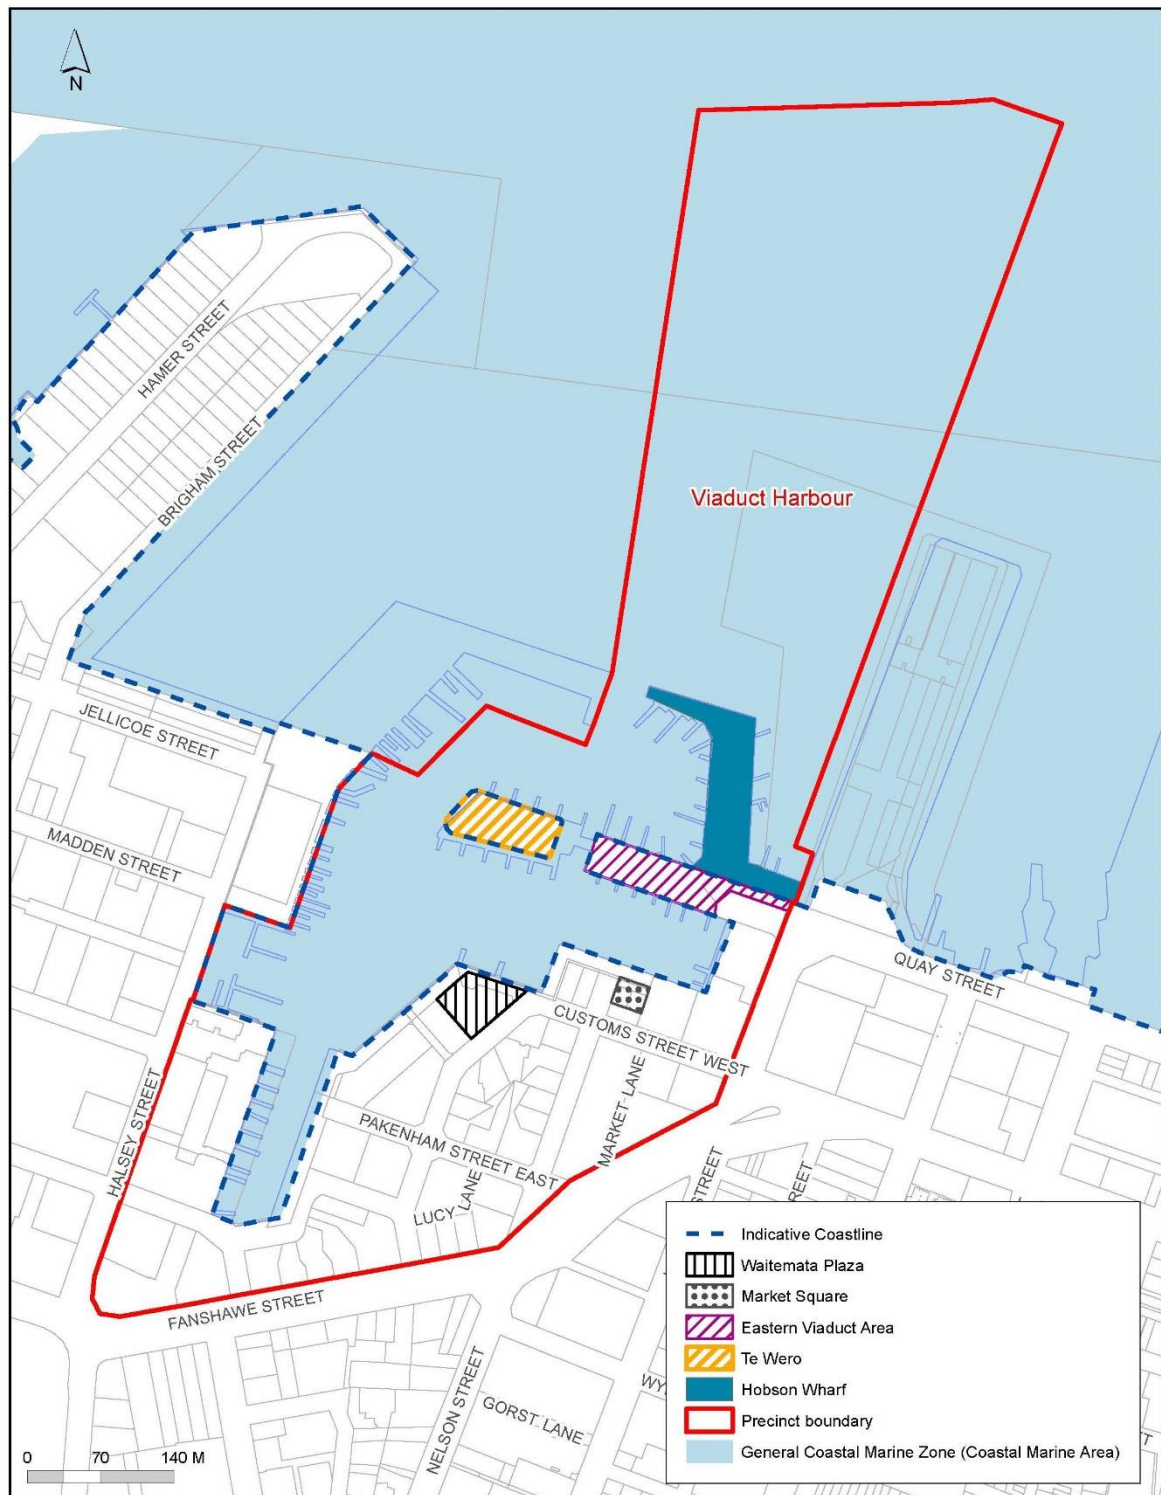 N
HAMER STREET
BRIGHAM STREET
Viaduct Harbour
JELLICOE STREET
MADDEN STREET
QUAY STREET
CUSTOMS STREET WEST
MARKET LANE
HALSEY STREET
PAKENHAM STREET EAST
LUCY LANE
STREET
REET
FANSHAWE STREET
NELSON STREET
GORST LANE
WY
Indicative Coastline
Waitemata Plaza
Market Square
Eastern Viaduct Area
Te Wero
Hobson Wharf
Precinct boundary
General Coastal Marine Zone (Coastal Marine Area)
0 70 140 M